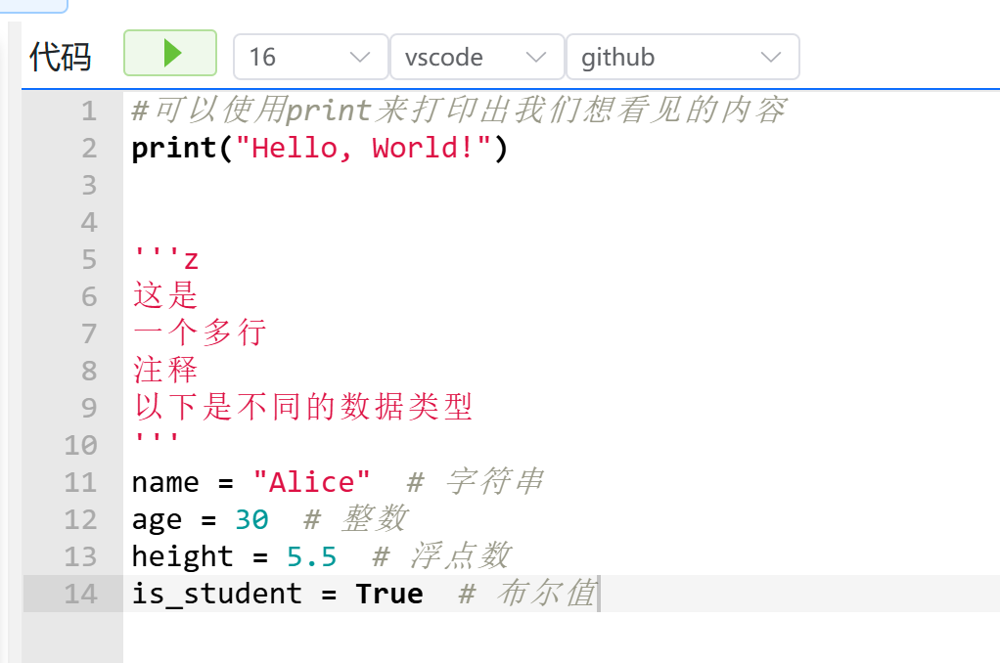 代码 16 vscode github
1 #可以使用print来打印出我们想看见的内容
2 print("Hello, World!")
3
4
5 '''z
6 这是
7 一个多行
8 注释
9 以下是不同的数据类型
10 '''
11 name = "Alice"  # 字符串
12 age = 30  # 整数
13 height = 5.5  # 浮点数
14 is_student = True  # 布尔值